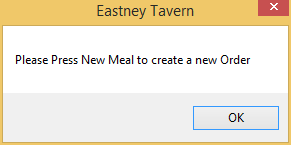 Eastney Tavern
Please Press New Meal to create a new Order
OK